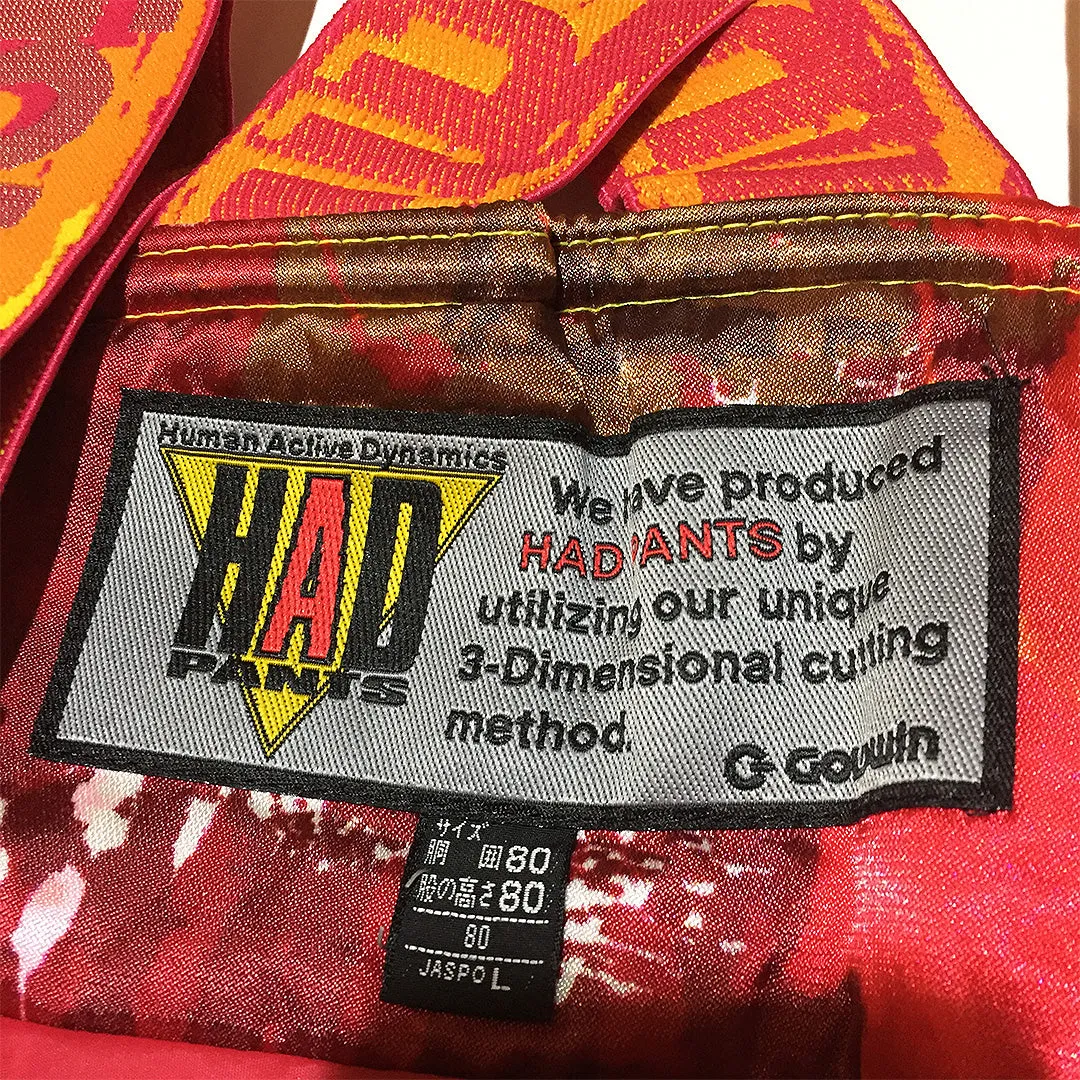 Human Active Dynamics
HAD
PANTS
We have produced
HAD PANTS by
utilizing our unique
3-Dimensional cutting
method.
Goldwin
サイズ
胴 囲80
股の高さ80
80
JASPO L